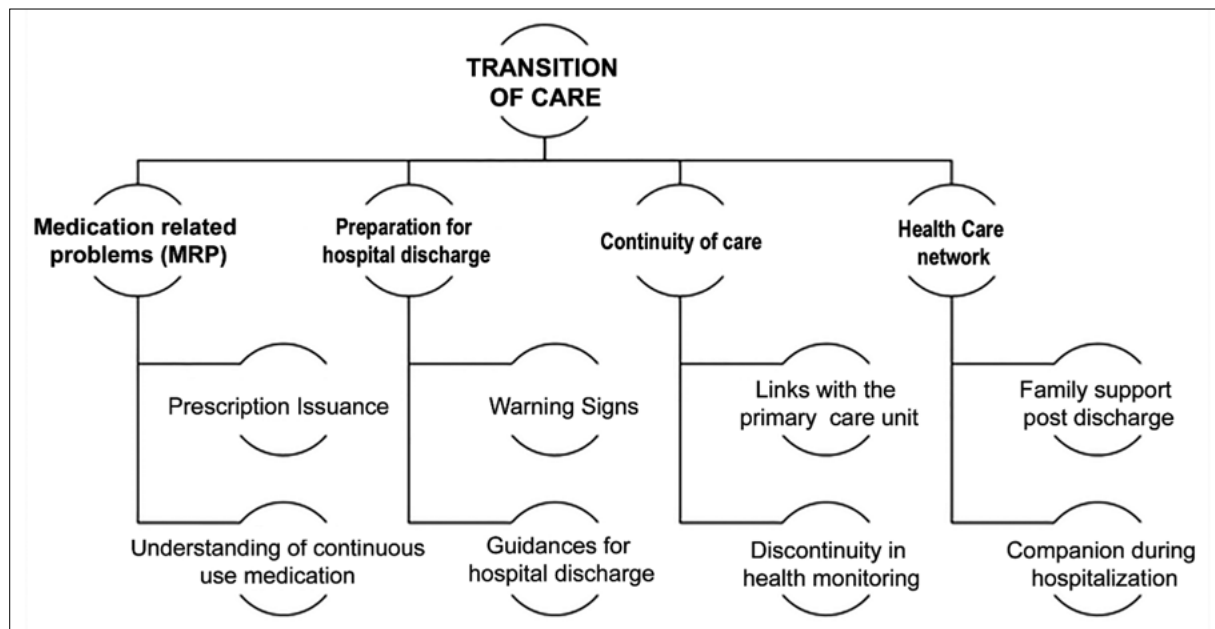 TRANSITION
OF CARE
Medication related
problems (MRP)
Preparation for
hospital discharge
Continuity of care
Health Care
network
Prescription Issuance
Warning Signs
Links with the
primary care unit
Family support
post discharge
Understanding of continuous
use medication
Guidances for
hospital discharge
Discontinuity in
health monitoring
Companion during
hospitalization